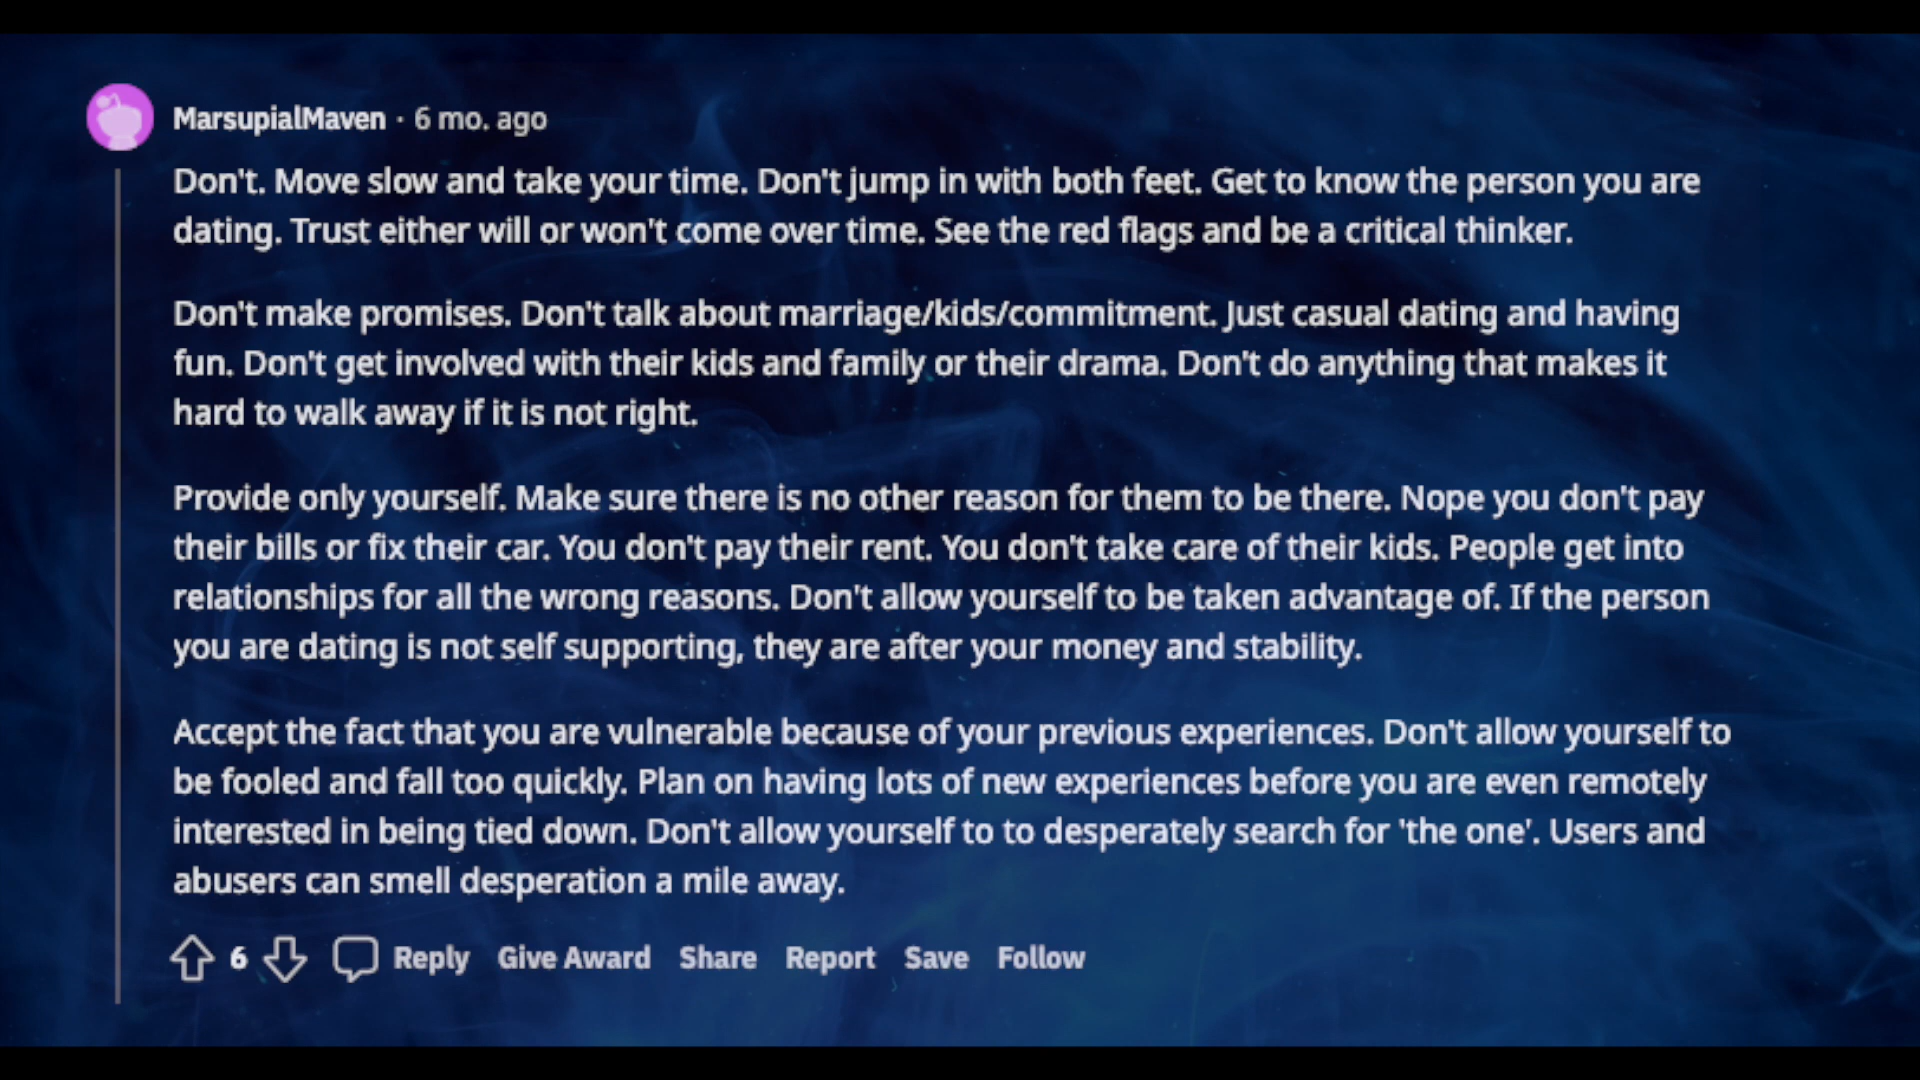 MarsupialMaven · 6 mo. ago
Don't. Move slow and take your time. Don't jump in with both feet. Get to know the person you are
dating. Trust either will or won't come over time. See the red flags and be a critical thinker.
Don't make promises. Don't talk about marriage/kids/commitment. Just casual dating and having
fun. Don't get involved with their kids and family or their drama. Don't do anything that makes it
hard to walk away if it is not right.
Provide only yourself. Make sure there is no other reason for them to be there. Nope you don't pay
their bills or fix their car. You don't pay their rent. You don't take care of their kids. People get into
relationships for all the wrong reasons. Don't allow yourself to be taken advantage of. If the person
you are dating is not self supporting, they are after your money and stability.
Accept the fact that you are vulnerable because of your previous experiences. Don't allow yourself to
be fooled and fall too quickly. Plan on having lots of new experiences before you are even remotely
interested in being tied down. Don't allow yourself to to desperately search for 'the one'. Users and
abusers can smell desperation a mile away.
6 Reply Give Award Share Report Save Follow